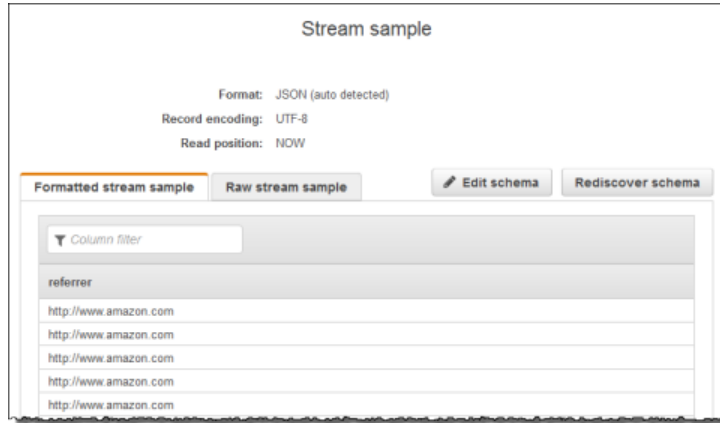 Stream sample
Format: JSON (auto detected)
Record encoding: UTF-8
Read position: NOW
Formatted stream sample Raw stream sample Edit schema Rediscover schema
Column filter
referrer
http://www.amazon.com
http://www.amazon.com
http://www.amazon.com
http://www.amazon.com
http://www.amazon.com